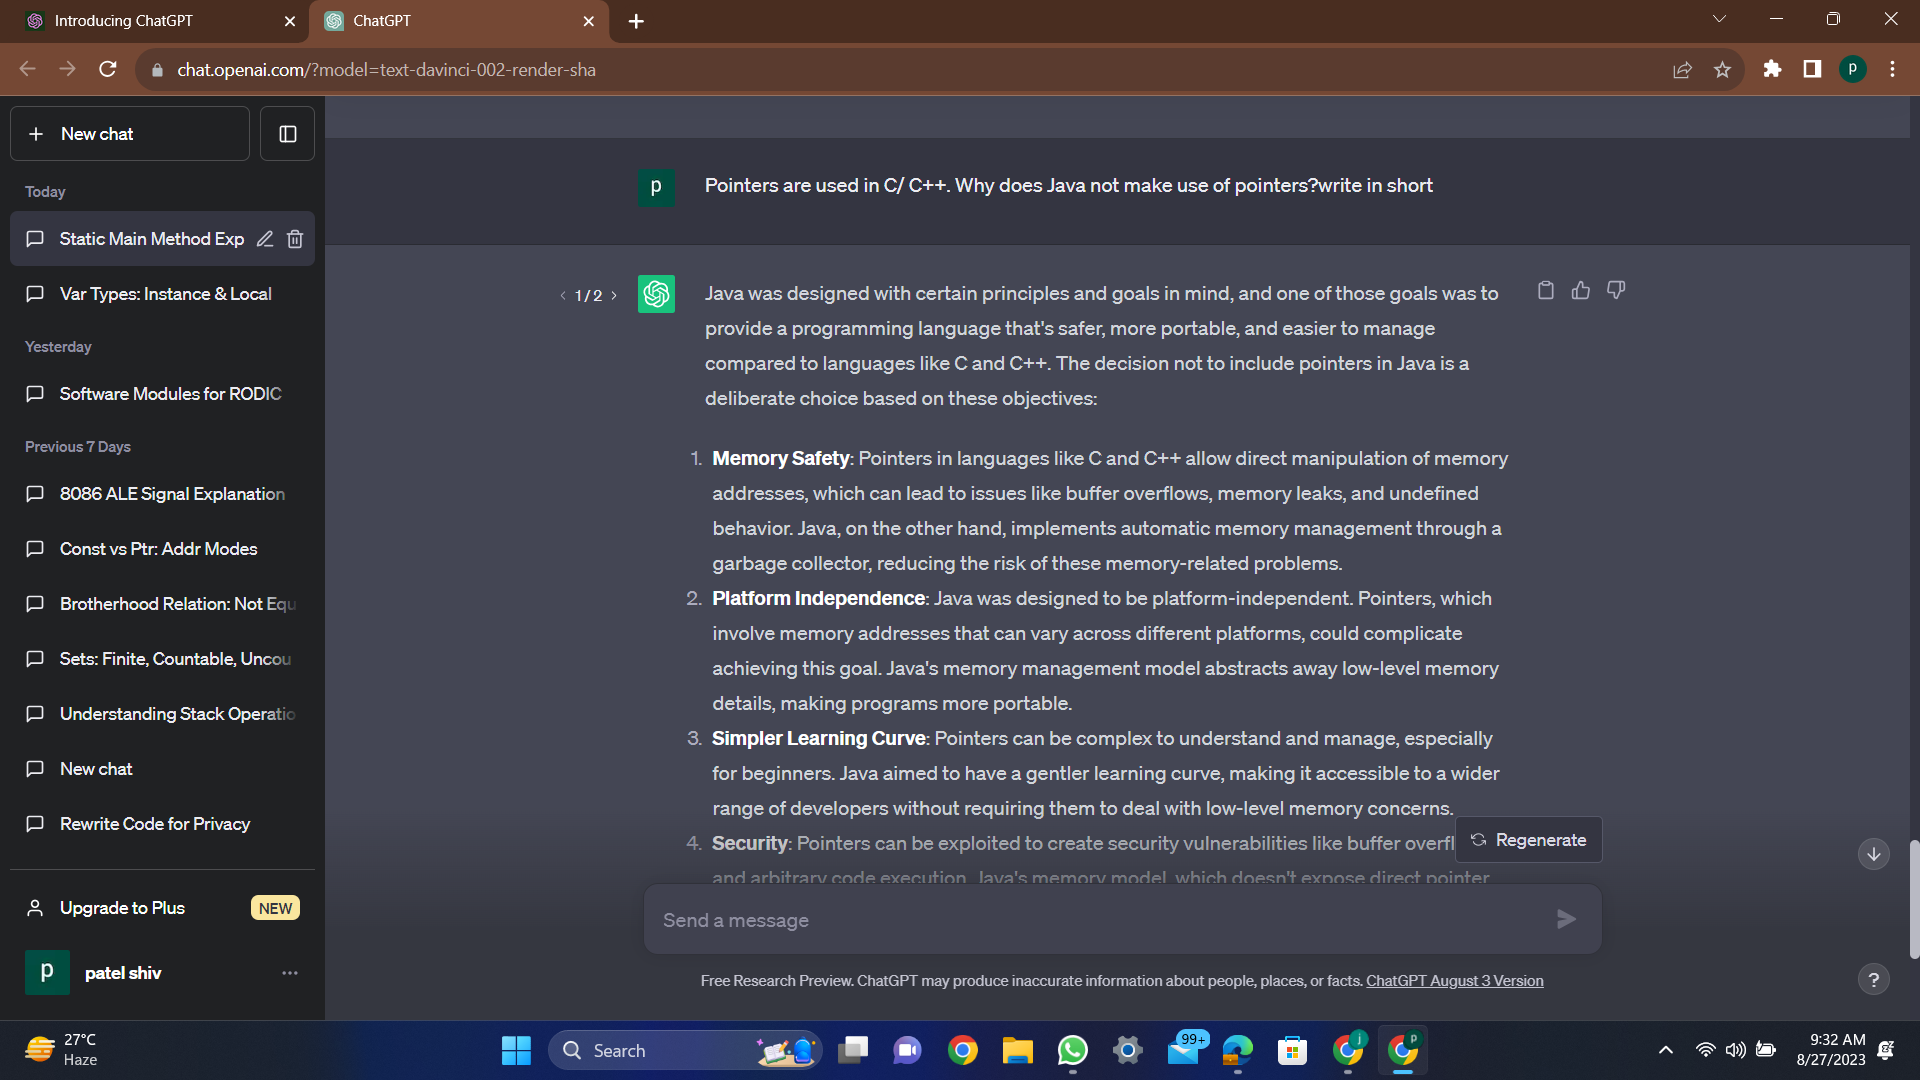 Introducing ChatGPT
ChatGPT
chat.openai.com/?model=text-davinci-002-render-sha
p
New chat
Today
Static Main Method Exp
Var Types: Instance & Local
Yesterday
Software Modules for RODIC
Previous 7 Days
8086 ALE Signal Explanation
Const vs Ptr: Addr Modes
Brotherhood Relation: Not Equ
Sets: Finite, Countable, Uncou
Understanding Stack Operatio
New chat
Rewrite Code for Privacy
Upgrade to Plus NEW
p patel shiv
p Pointers are used in C/ C++. Why does Java not make use of pointers?write in short
1 / 2
Java was designed with certain principles and goals in mind, and one of those goals was to
provide a programming language that's safer, more portable, and easier to manage
compared to languages like C and C++. The decision not to include pointers in Java is a
deliberate choice based on these objectives:
1. Memory Safety: Pointers in languages like C and C++ allow direct manipulation of memory
addresses, which can lead to issues like buffer overflows, memory leaks, and undefined
behavior. Java, on the other hand, implements automatic memory management through a
garbage collector, reducing the risk of these memory-related problems.
2. Platform Independence: Java was designed to be platform-independent. Pointers, which
involve memory addresses that can vary across different platforms, could complicate
achieving this goal. Java's memory management model abstracts away low-level memory
details, making programs more portable.
3. Simpler Learning Curve: Pointers can be complex to understand and manage, especially
for beginners. Java aimed to have a gentler learning curve, making it accessible to a wider
range of developers without requiring them to deal with low-level memory concerns.
4. Security: Pointers can be exploited to create security vulnerabilities like buffer overfl
Regenerate
and arbitrary code execution. Java's memory model, which doesn't expose direct pointer
Send a message
Free Research Preview. ChatGPT may produce inaccurate information about people, places, or facts. ChatGPT August 3 Version
?
27°C
Haze
Search
99+
j
p
9:32 AM
8/27/2023